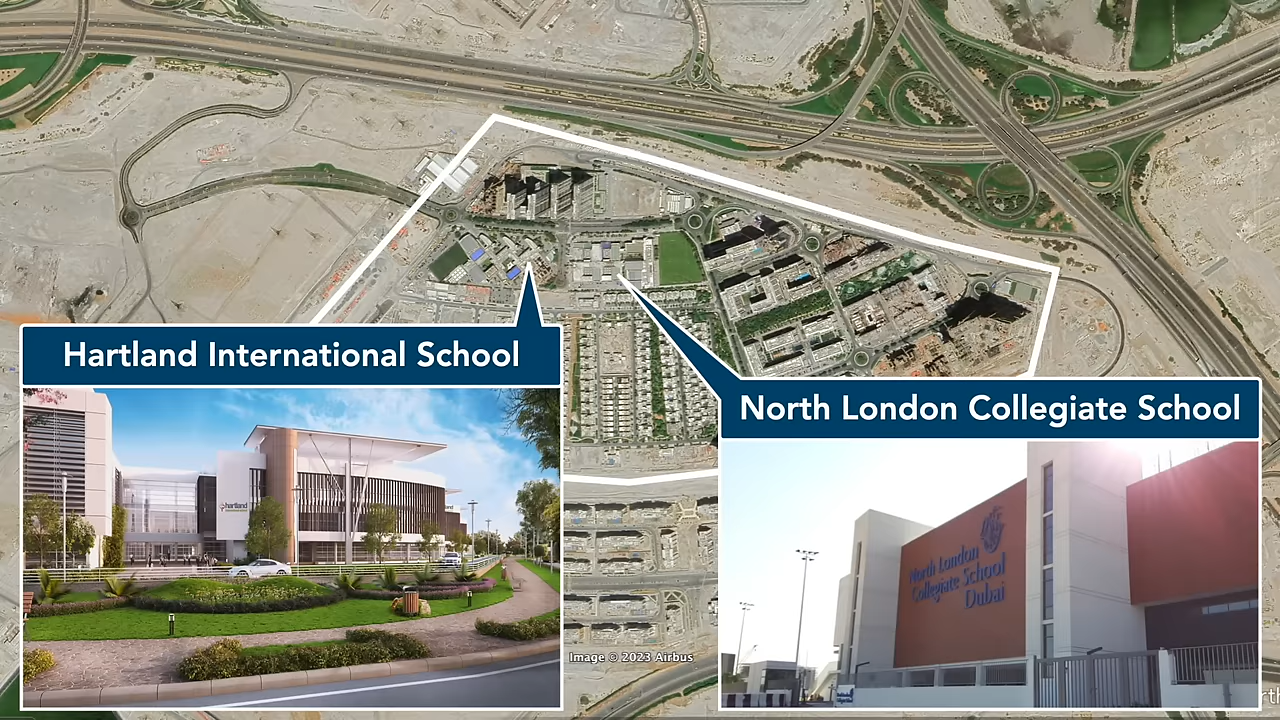 Hartland International School
North London Collegiate School
hartland
North London
Collegiate School
Dubai
Image © 2023 Airbus